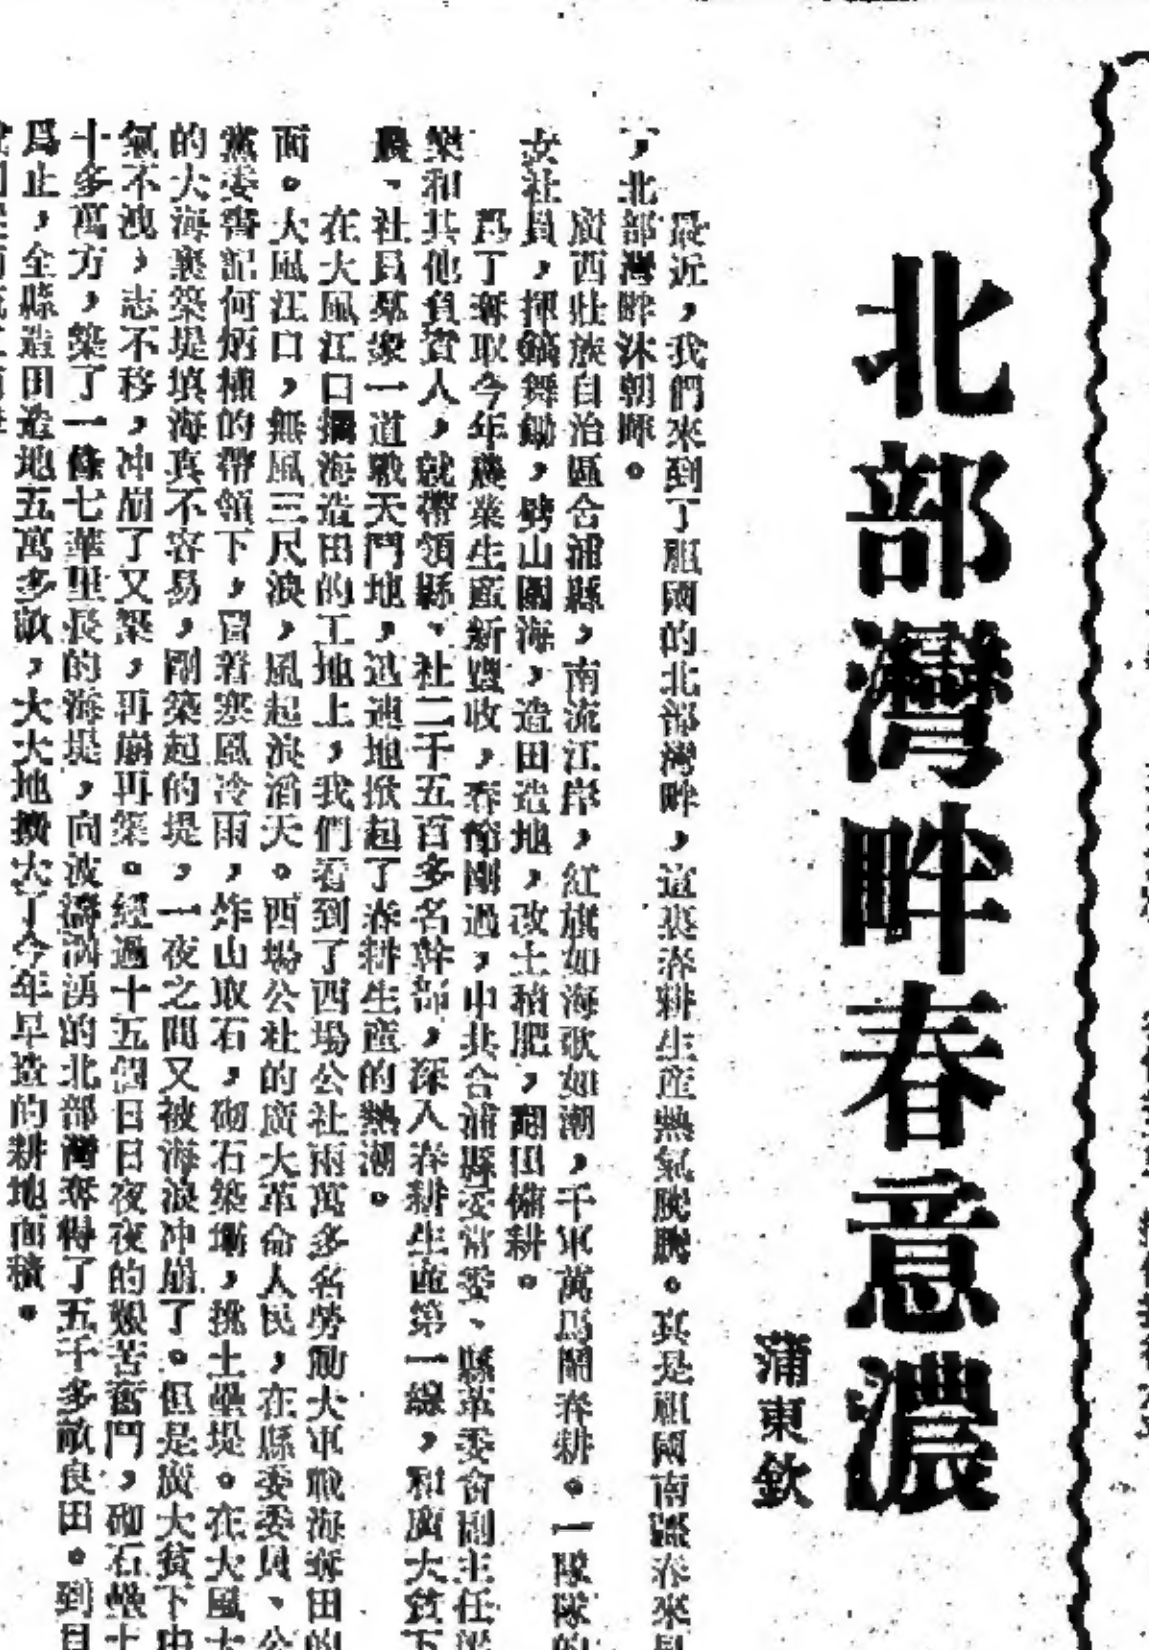 北部灣畔春意濃
蒲東欽
最近，我們來到了祖國的北部灣畔，這裏春耕生産熱氣騰騰。真是祖國南疆春來
，北部灣畔沐朝暉。
廣西壯族自治區合浦縣，南流江岸，紅旗如海歌如潮，千軍萬馬鬧春耕。一隊隊的
女社員，揮鎬舞鋤，劈山圍海，造田造地，改土積肥，翻田備耕。
爲了奪取今年農業生産新豐收，春節剛過，中共合浦縣委常委、縣革委會副主任
樂和其他負責人，就帶領縣、社二千五百多名幹部，深入春耕生産第一線，和廣大貧下
農、社員羣衆一道戰天鬥地，迅速地掀起了春耕生産的熱潮。
在大風江口攔海造田的工地上，我們看到了西場公社兩萬多名勞動大軍戰海奪田的
面。大風江口，無風三尺浪，風起浪滔天。西場公社的廣大革命人民，在縣委委員、公
黨委書記何炳的帶領下，冒着寒風冷雨，炸山取石，砌石築壩，挑土壘堤。在大風大
的大海裏築堤填海真不容易，剛築起的堤，一夜之間又被海浪冲崩了。但是廣大貧下中
氣不洩，志不移，冲崩了又築，再崩再築。經過十五個日日夜夜的艱苦奮鬥，砌石壘土
十多萬方，築了一條七華里長的海堤，向波濤洶湧的北部灣奪得了五千多畝良田。到目
爲止，全縣造田造地五萬多畝，大大地擴大了今年早造的耕地面積。